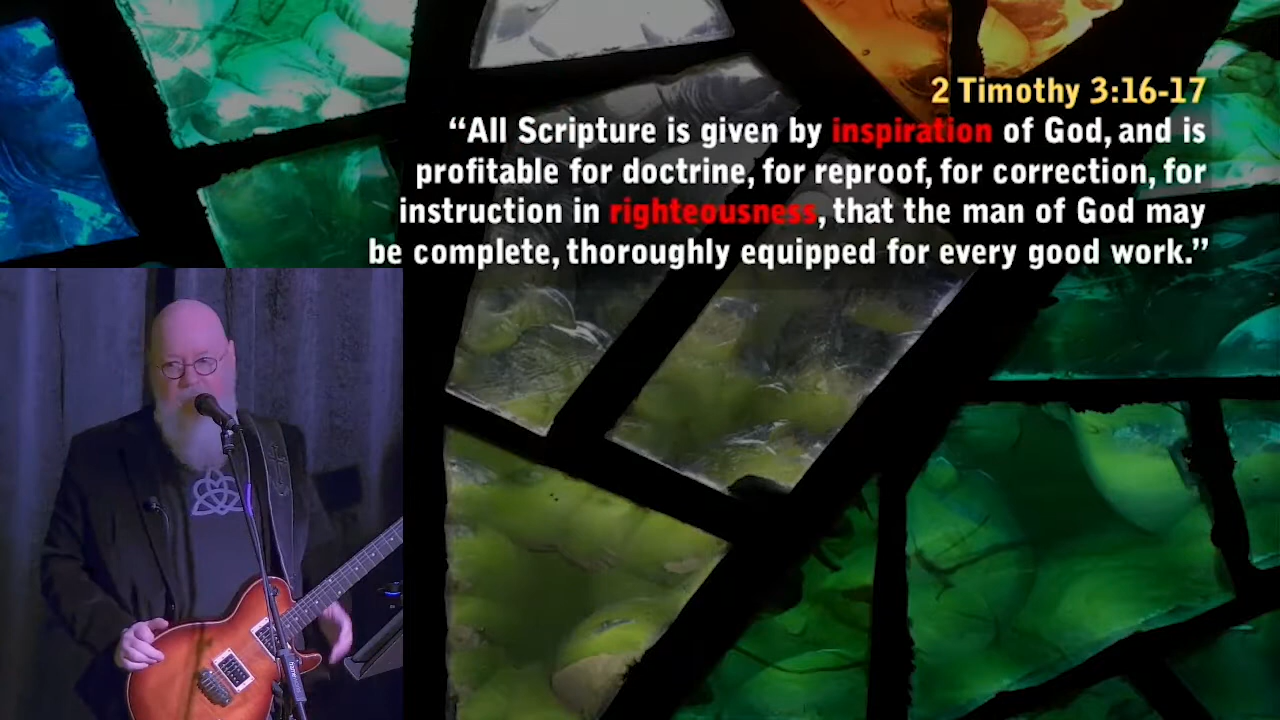 2 Timothy 3:16-17
“All Scripture is given by inspiration of God, and is
profitable for doctrine, for reproof, for correction, for
instruction in righteousness, that the man of God may
be complete, thoroughly equipped for every good work.”